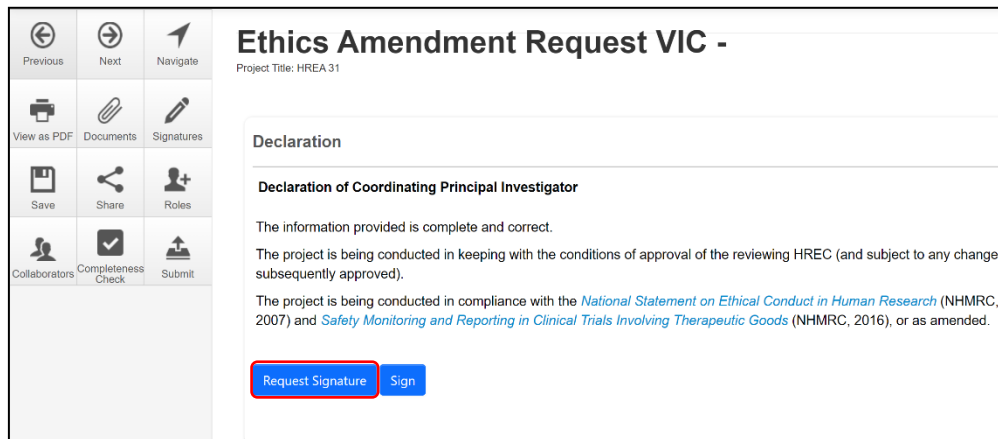 Previous
Next
Navigate
View as PDF
Documents
Signatures
Save
Share
Roles
Collaborators
Completeness
Check
Submit
Ethics Amendment Request VIC -
Project Title: HREA 31
Declaration
Declaration of Coordinating Principal Investigator
The information provided is complete and correct.
The project is being conducted in keeping with the conditions of approval of the reviewing HREC (and subject to any change
subsequently approved).
The project is being conducted in compliance with the National Statement on Ethical Conduct in Human Research (NHMRC,
2007) and Safety Monitoring and Reporting in Clinical Trials Involving Therapeutic Goods (NHMRC, 2016), or as amended.
Request Signature
Sign